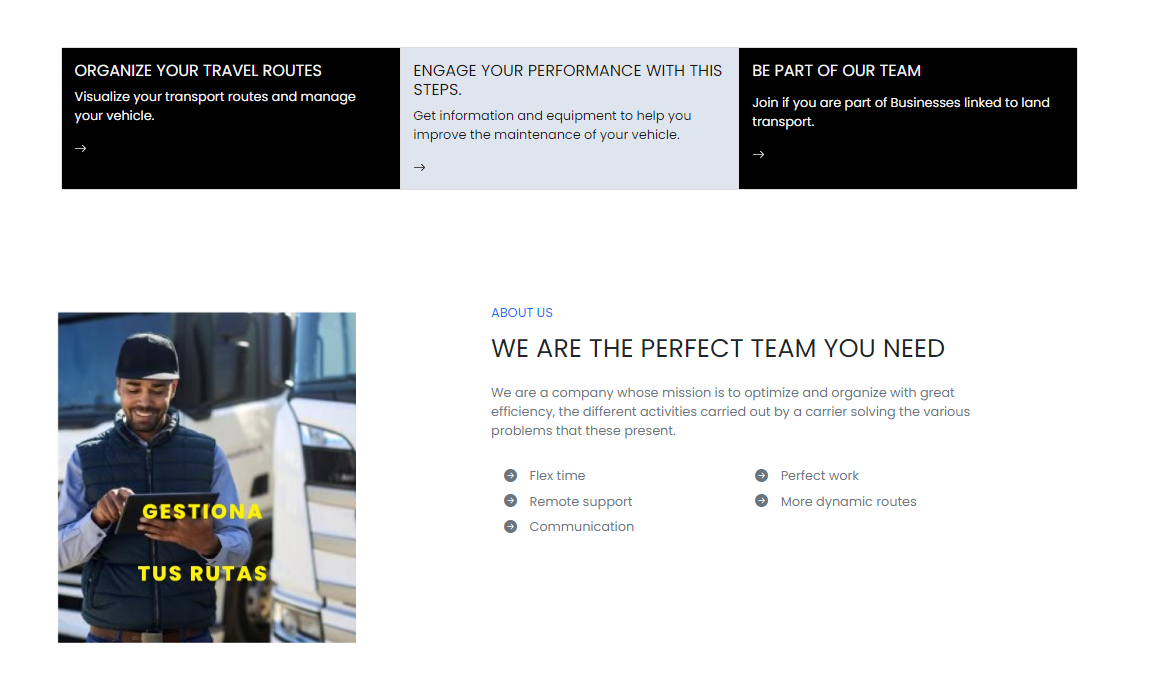 ORGANIZE YOUR TRAVEL ROUTES
Visualize your transport routes and manage
your vehicle.
ENGAGE YOUR PERFORMANCE WITH THIS
STEPS.
Get information and equipment to help you
improve the maintenance of your vehicle.
BE PART OF OUR TEAM
Join if you are part of Businesses linked to land
transport.
GESTIONA
TUS RUTAS
ABOUT US
WE ARE THE PERFECT TEAM YOU NEED
We are a company whose mission is to optimize and organize with great
efficiency, the different activities carried out by a carrier solving the various
problems that these present.
Flex time
Remote support
Communication
Perfect work
More dynamic routes